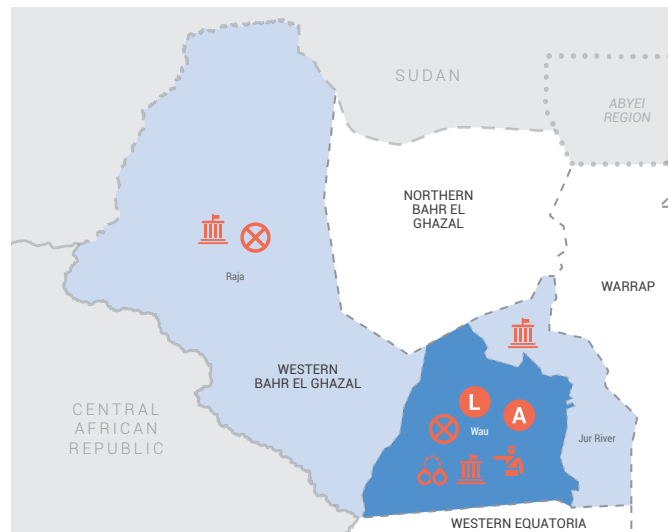 SUDAN
ABYEI
REGION
NORTHERN
BAHR EL
GHAZAL
WARRAP
Raja
WESTERN
BAHR EL GHAZAL
L
A
Wau
CENTRAL
AFRICAN
REPUBLIC
Jur River
WESTERN EQUATORIA